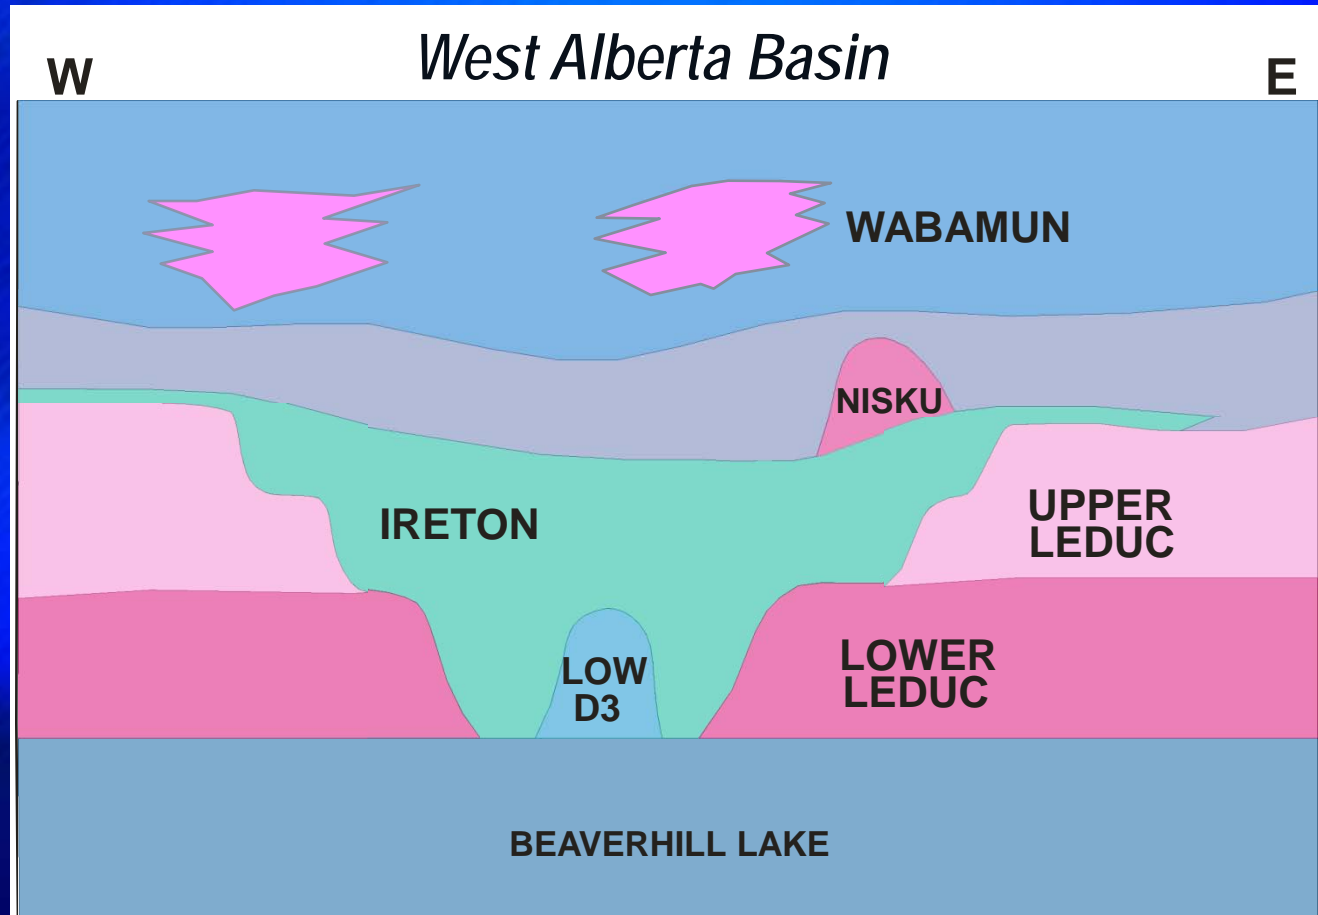 West Alberta Basin
W
E
WABAMUN
NISKU
IRETON
UPPER
LEDUC
LOW
D3
LOWER
LEDUC
BEAVERHILL LAKE